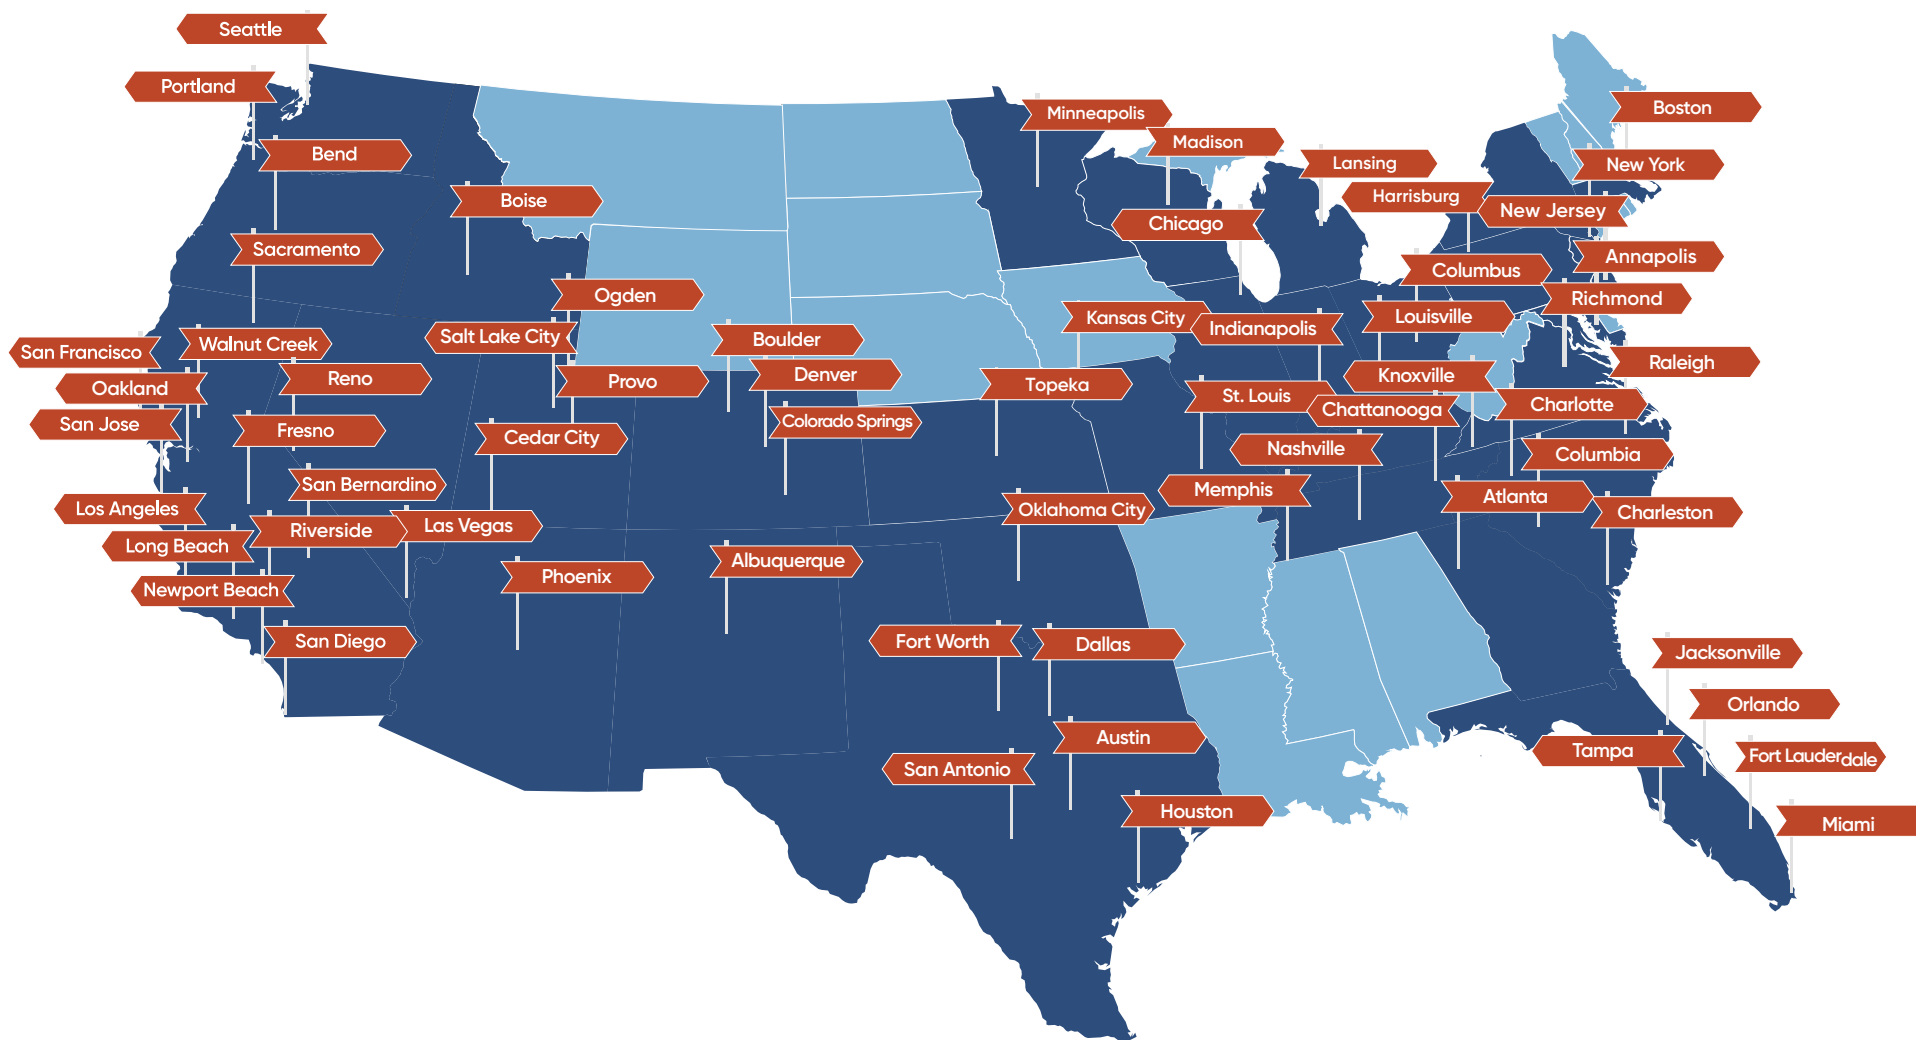 Seattle
Portland
Minneapolis
Boston
Madison
Bend
Lansing
New York
Boise
Harrisburg
New Jersey
Chicago
Sacramento
Annapolis
Columbus
Ogden
Richmond
Kansas City
Louisville
Indianapolis
Salt Lake City
Boulder
Walnut Creek
San Francisco
Raleigh
Denver
Knoxville
Reno
Provo
Topeka
Oakland
St. Louis
Charlotte
Chattanooga
Colorado Springs
San Jose
Fresno
Cedar City
Nashville
Columbia
San Bernardino
Memphis
Atlanta
Los Angeles
Oklahoma City
Charleston
Las Vegas
Riverside
Long Beach
Albuquerque
Phoenix
Newport Beach
San Diego
Fort Worth
Dallas
Jacksonville
Orlando
Austin
Tampa
Fort Lauderdale
San Antonio
Houston
Miami